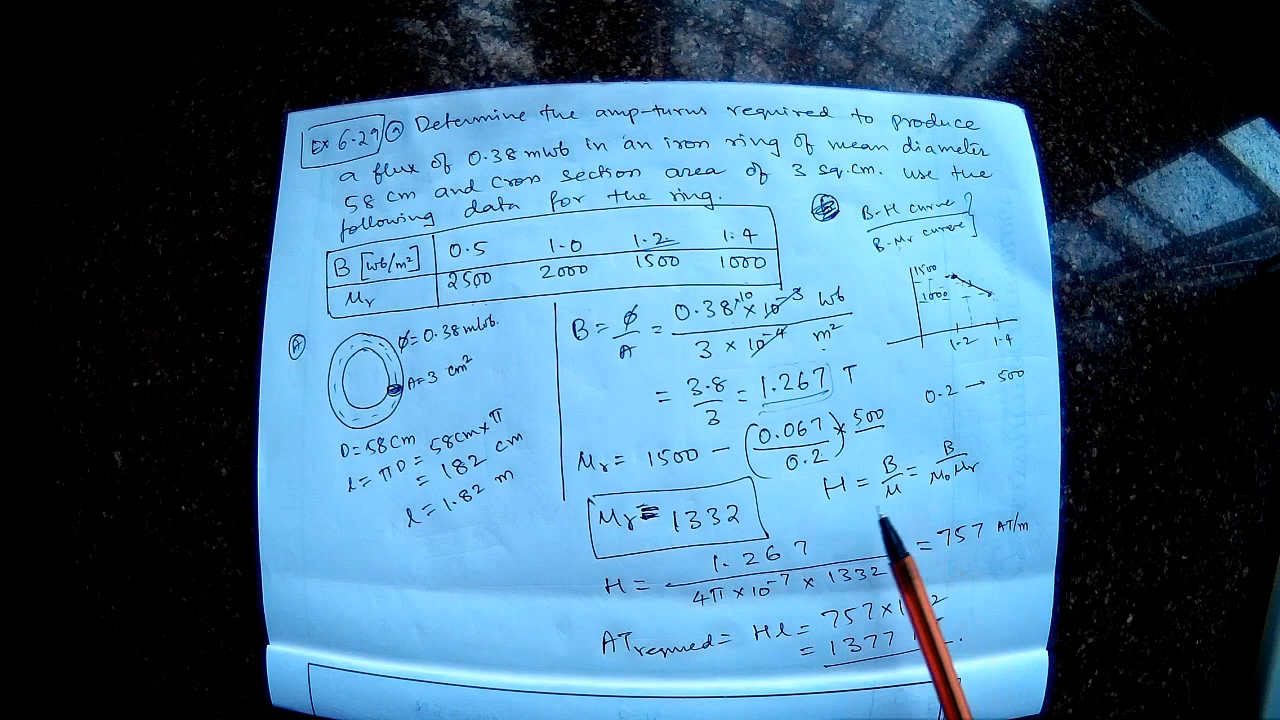 Ex 6.29 Q Determine the amp-turns required to produce
a flux of 0.38 mwb in an iron ring of mean diameter
58 cm and cross section area of 3 sq.cm. use the
following data for the ring.
B [wb/m²] 0.5 1.0 1.2 1.4
μr 2500 2000 1500 1000
B-H curve
B-μr curve
1500
1000
1.2 1.4
0.2 → 500
A
ϕ = 0.38 mwb.
A = 3 cm²
D = 58 cm
l = πD = 58 cm × π
= 182 cm
l = 1.82 m
B = ϕ/A = 0.38 × 10⁻³ wb / 3 × 10⁻⁴ m²
= 3.8/3 = 1.267 T
μr = 1500 - (0.067/0.2) × 500
μr = 1332
H = B/μ = B/μ₀μr
H = 1.267 / 4π × 10⁻⁷ × 1332 = 757 AT/m
AT required = Hl = 757 ×
= 1377